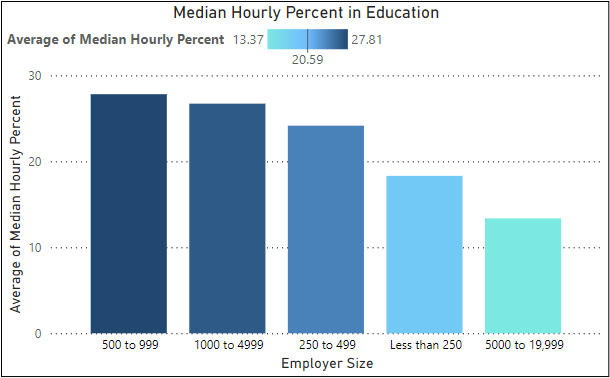 Median Hourly Percent in Education
Average of Median Hourly Percent 13.37 27.81
20.59
Average of Median Hourly Percent
30
20
10
0
500 to 999 1000 to 4999 250 to 499 Less than 250 5000 to 19,999
Employer Size